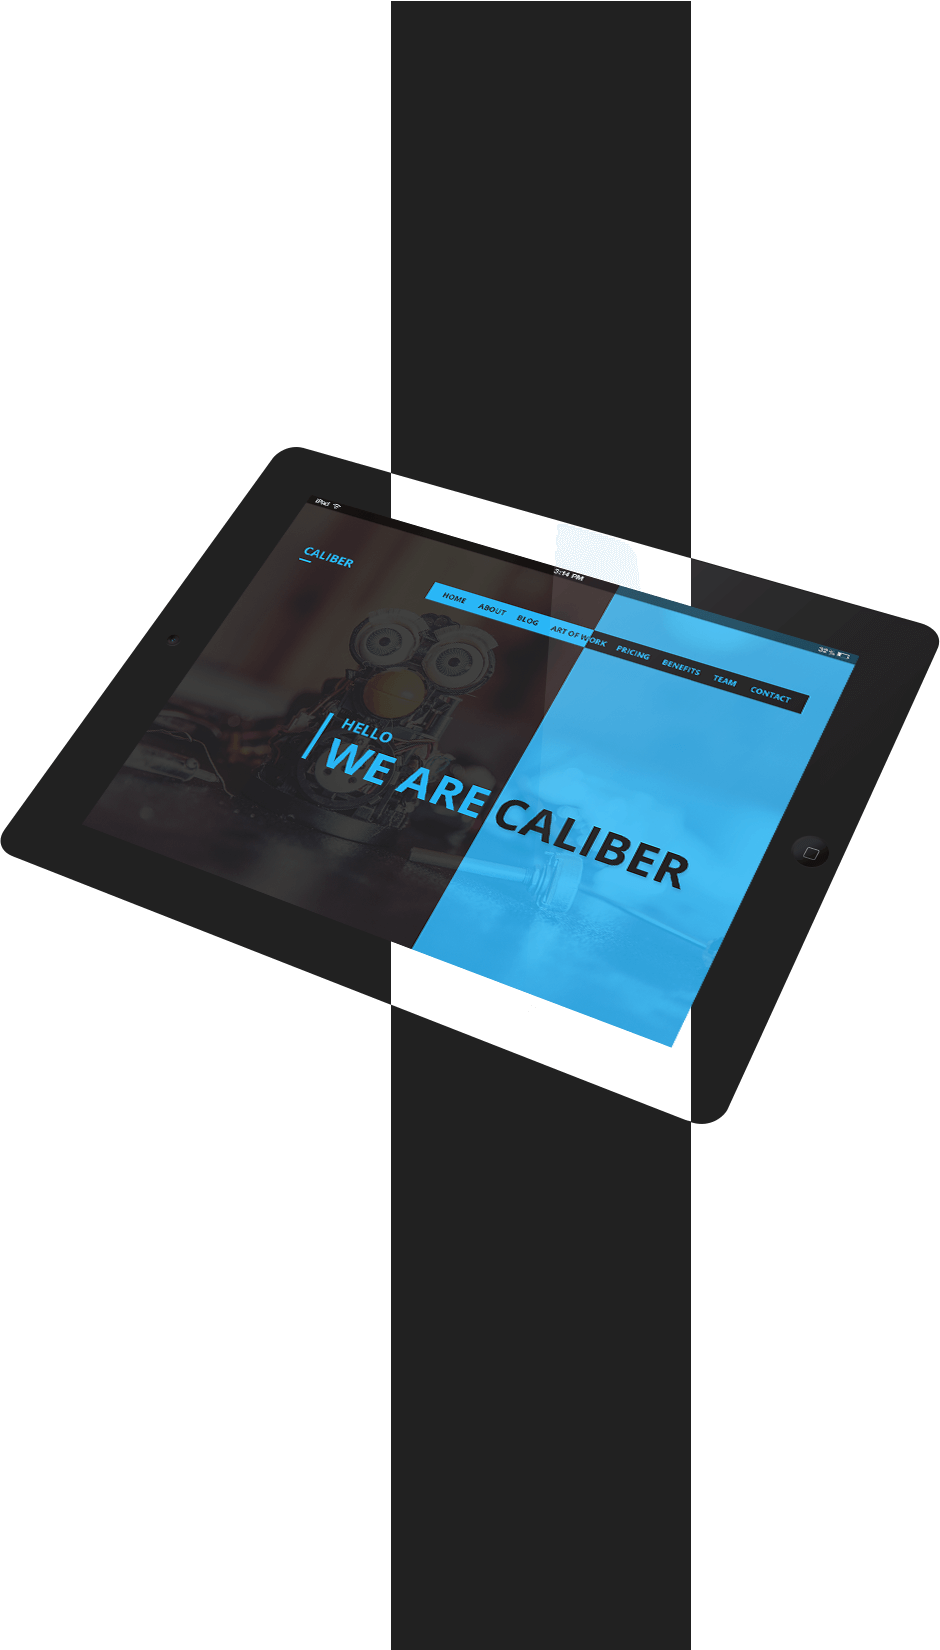 iPad
3:14 PM
32 %
CALIBER
HOME ABOUT BLOG ART OF WORK PRICING BENEFITS TEAM CONTACT
HELLO
WE ARE CALIBER